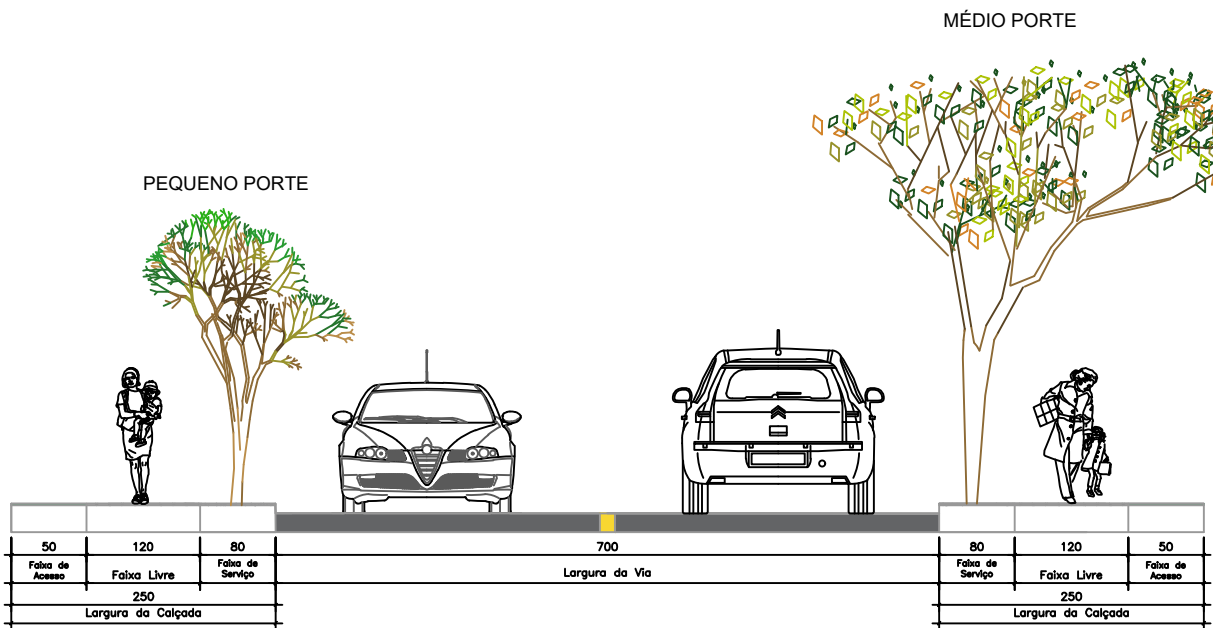 MÉDIO PORTE
PEQUENO PORTE
50 120 80 700 80 120 50
Faixa de Acesso Faixa Livre Faixa de Serviço Largura da Via Faixa de Serviço Faixa Livre Faixa de Acesso
250 250
Largura da Calçada Largura da Calçada